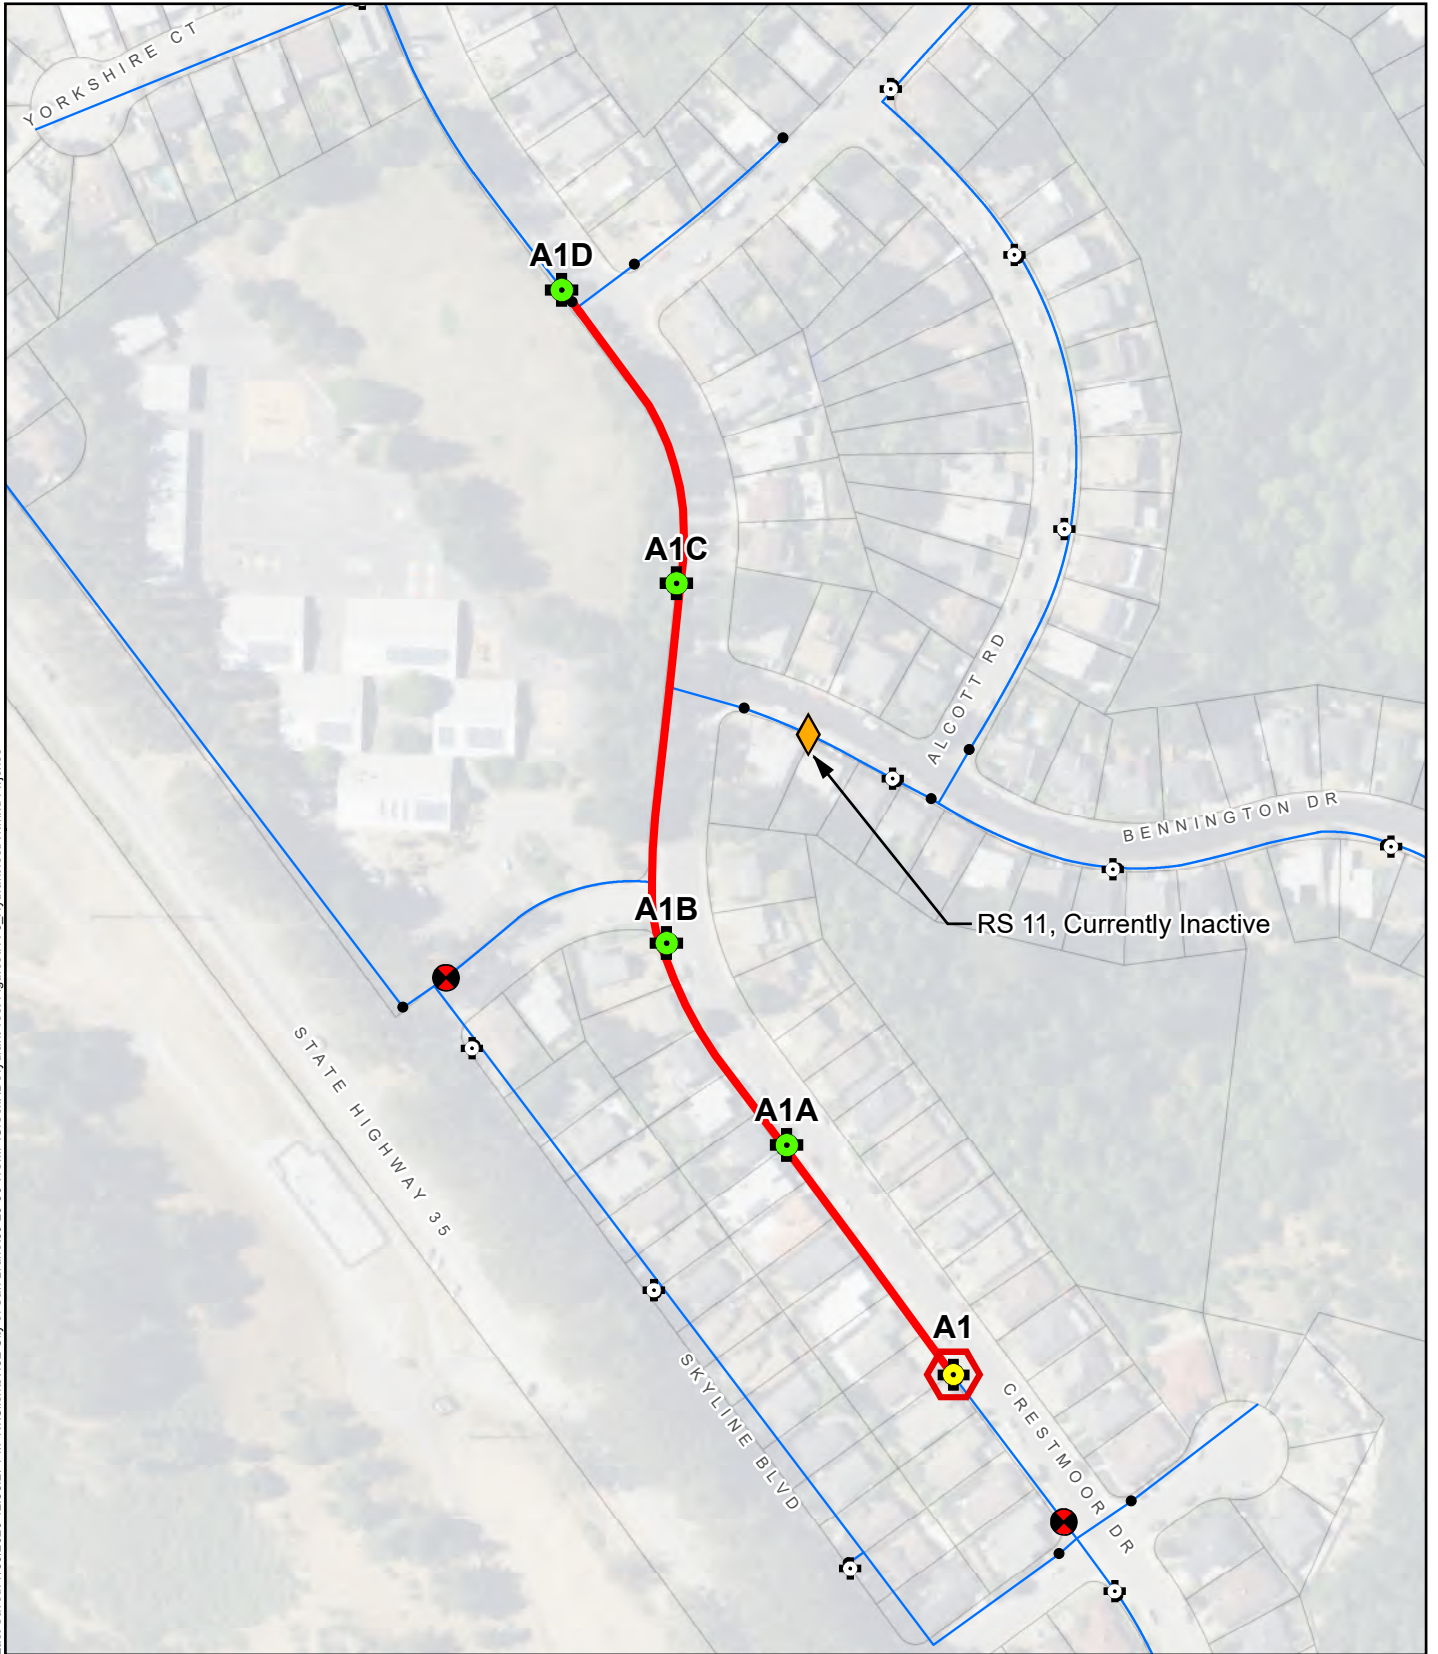 YORKSHIRE CT
A1D
A1C
ALCOTT RD
BENNINGTON DR
A1B
RS 11, Currently Inactive
STATE HIGHWAY 35
A1A
A1
SKYLINE BLVD
CRESTMOOR DR